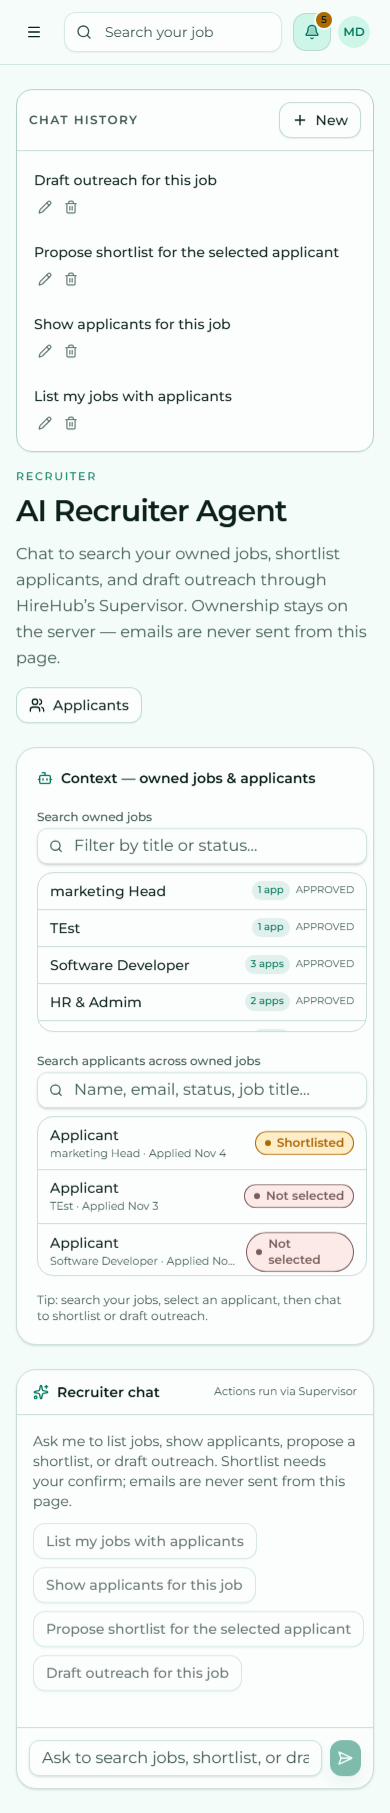 Search your job
5
MD
CHAT HISTORY
New
Draft outreach for this job
Propose shortlist for the selected applicant
Show applicants for this job
List my jobs with applicants
RECRUITER
AI Recruiter Agent
Chat to search your owned jobs, shortlist
applicants, and draft outreach through
HireHub's Supervisor. Ownership stays on
the server — emails are never sent from this
page.
Applicants
Context — owned jobs & applicants
Search owned jobs
Filter by title or status...
marketing Head 1 app APPROVED
TEst 1 app APPROVED
Software Developer 3 apps APPROVED
HR & Admim 2 apps APPROVED
Search applicants across owned jobs
Name, email, status, job title...
Applicant
marketing Head · Applied Nov 4
Shortlisted
Applicant
TEst · Applied Nov 3
Not selected
Applicant
Software Developer · Applied No...
Not
selected
Tip: search your jobs, select an applicant, then chat
to shortlist or draft outreach.
Recruiter chat Actions run via Supervisor
Ask me to list jobs, show applicants, propose a
shortlist, or draft outreach. Shortlist needs
your confirm; emails are never sent from this
page.
List my jobs with applicants
Show applicants for this job
Propose shortlist for the selected applicant
Draft outreach for this job
Ask to search jobs, shortlist, or dra